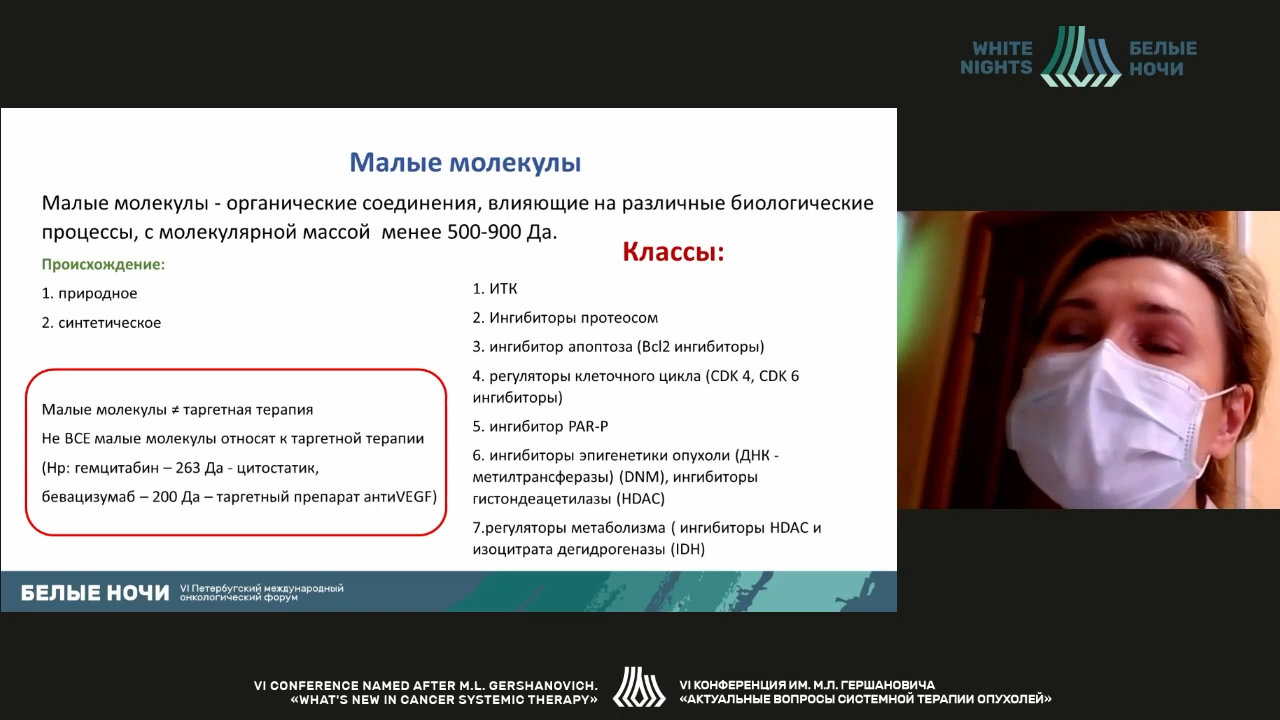 WHITE
NIGHTS
БЕЛЫЕ
НОЧИ
Малые молекулы
Малые молекулы - органические соединения, влияющие на различные биологические
процессы, с молекулярной массой менее 500-900 Да.
Происхождение:
1. природное
2. синтетическое
Малые молекулы ≠ таргетная терапия
Не ВСЕ малые молекулы относят к таргетной терапии
(Нр: гемцитабин – 263 Да - цитостатик,
бевацизумаб – 200 Да – таргетный препарат антиVEGF)
Классы:
1. ИТК
2. Ингибиторы протеосом
3. ингибитор апоптоза (Bcl2 ингибиторы)
4. регуляторы клеточного цикла (CDK 4, CDK 6
ингибиторы)
5. ингибитор PAR-P
6. ингибиторы эпигенетики опухоли (ДНК -
метилтрансферазы) (DNM), ингибиторы
гистондеацетилазы (HDAC)
7.регуляторы метаболизма ( ингибиторы HDAC и
изоцитрата дегидрогеназы (IDH)
БЕЛЫЕ НОЧИ
VI Петербугский международный
онкологический форум
VI CONFERENCE NAMED AFTER M.L. GERSHANOVICH.
«WHAT'S NEW IN CANCER SYSTEMIC THERAPY»
VI КОНФЕРЕНЦИЯ ИМ. М.Л. ГЕРШАНОВИЧА
«АКТУАЛЬНЫЕ ВОПРОСЫ СИСТЕМНОЙ ТЕРАПИИ ОПУХОЛЕЙ»